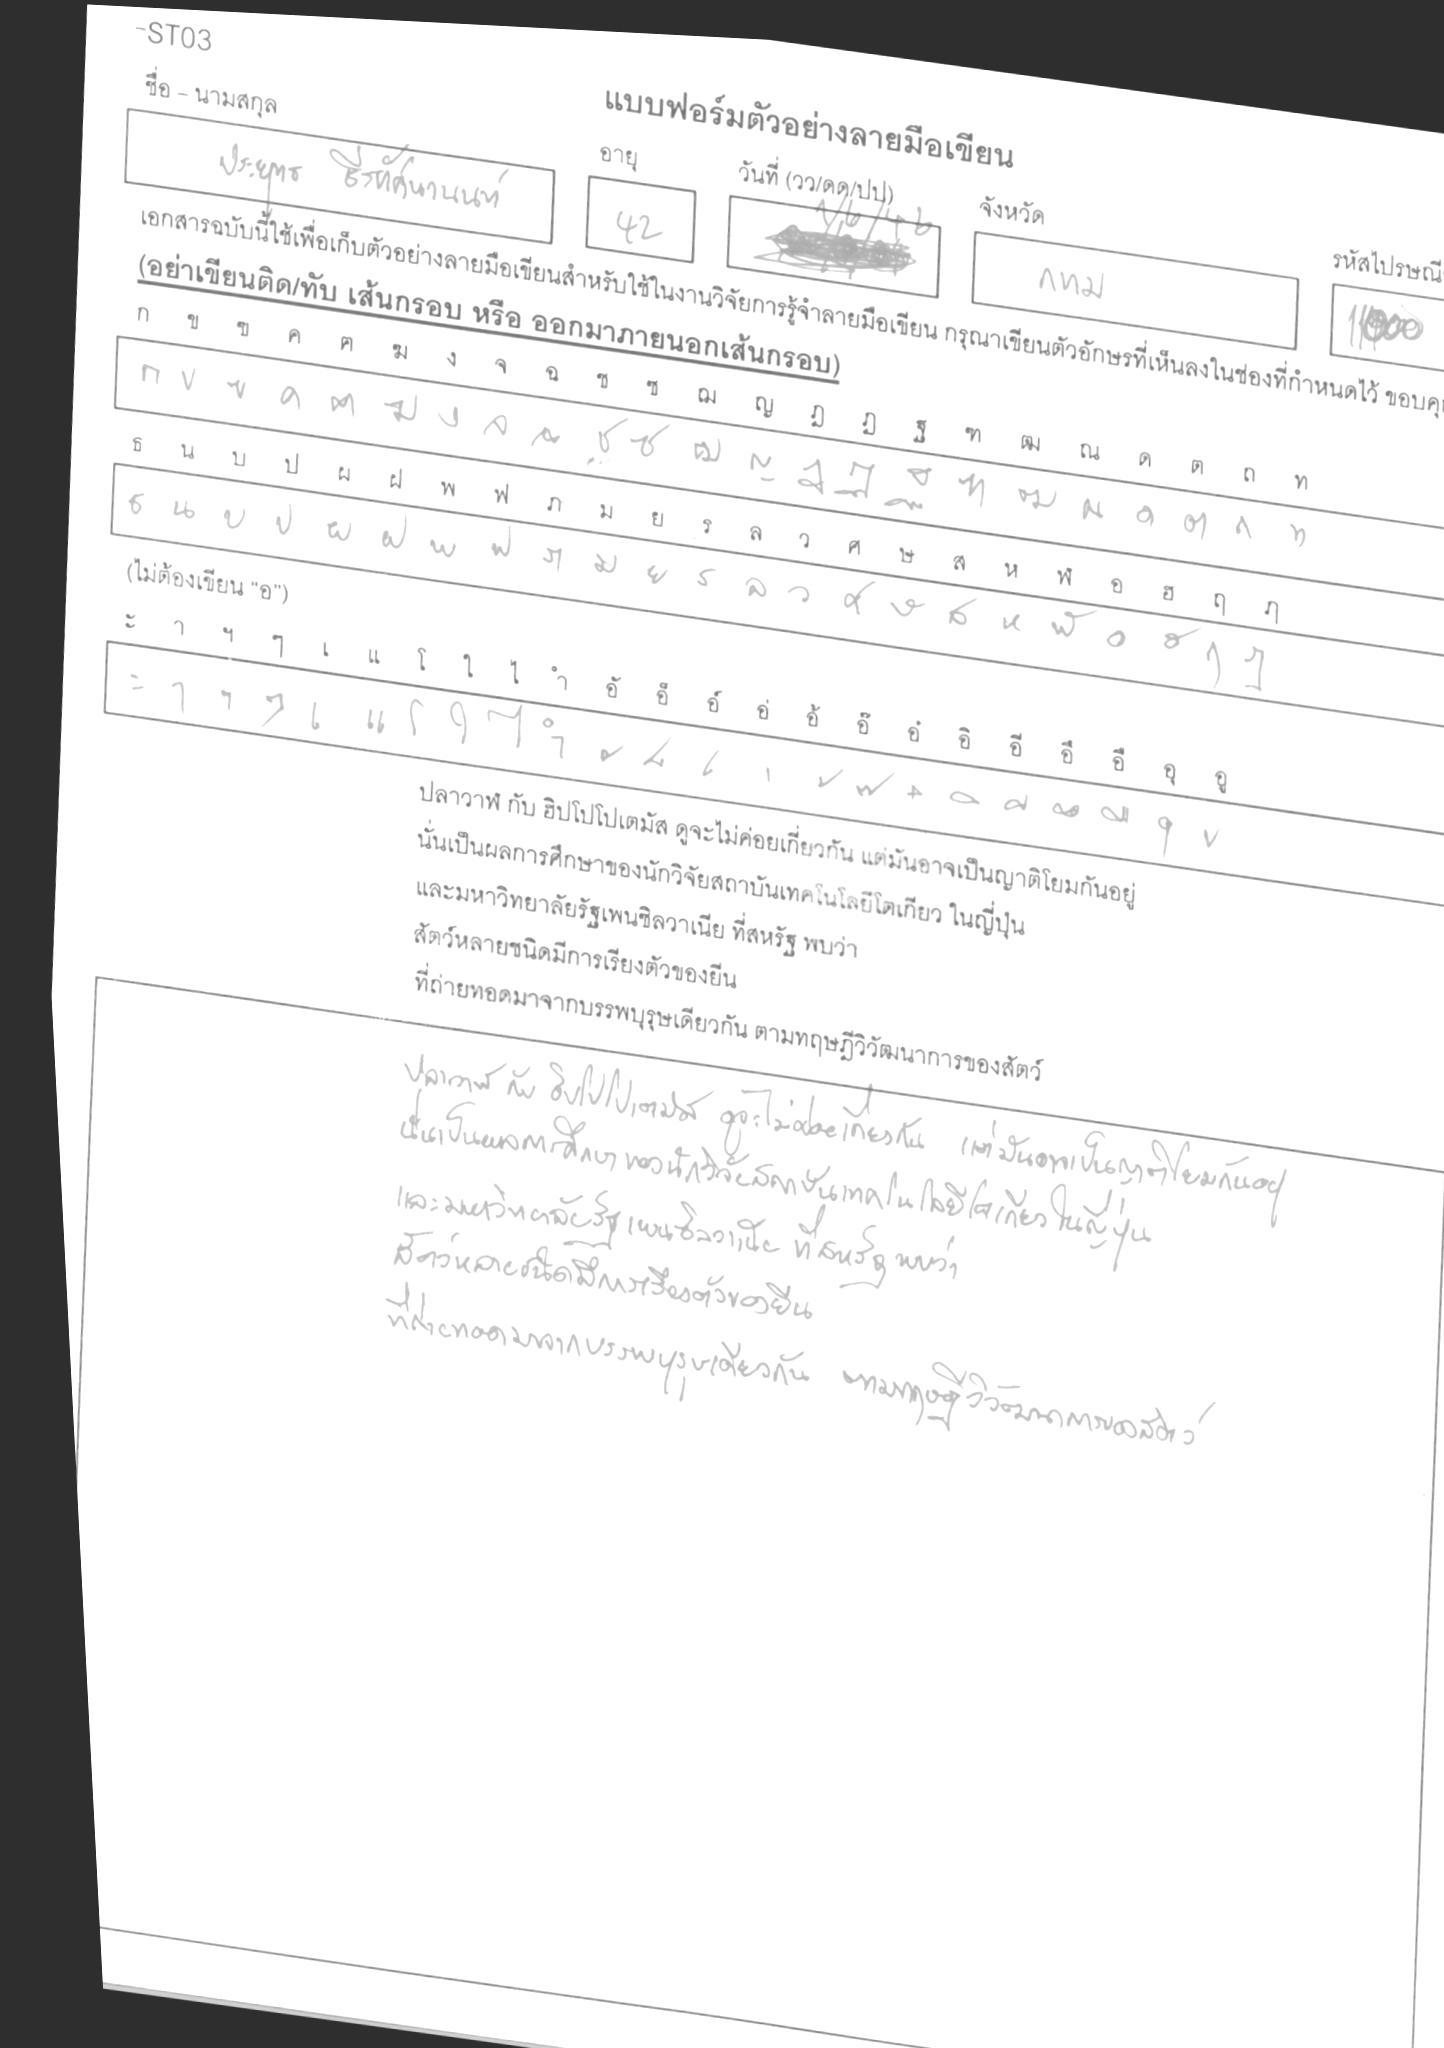 -ST03
แบบฟอร์มตัวอย่างลายมือเขียน
ชื่อ - นามสกุล
อายุ
วันที่ (วว/ดด/ปป)
จังหวัด
รหัสไปรษณี
ประยุทธ
42
กทม
เอกสารฉบับนี้ใช้เพื่อเก็บตัวอย่างลายมือเขียนสำหรับใช้ในงานวิจัยการรู้จำลายมือเขียน กรุณาเขียนตัวอักษรที่เห็นลงในช่องที่กำหนดไว้ ขอบคุณ
(อย่าเขียนติด/ทับ เส้นกรอบ หรือ ออกมาภายนอกเส้นกรอบ)
ก ข ฃ ค ฅ ฆ ง จ ฉ ช ซ ฌ ญ ฎ ฏ ฐ ฑ ฒ ณ ด ต ถ ท
ก ข ฃ ค ฅ ฆ ง จ ฉ ช ซ ฌ ญ ฎ ฏ ฐ ฑ ฒ ณ ด ต ถ ท
ธ น บ ป ผ ฝ พ ฟ ภ ม ย ร ล ว ศ ษ ส ห ฬ อ ฮ ฤ ฦ
ธ น บ ป ผ ฝ พ ฟ ภ ม ย ร ล ว ศ ษ ส ห ฬ อ ฮ ฤ ฦ
(ไม่ต้องเขียน "อ")
ะ า ฯ ๆ เ แ โ ใ ไ ำ อั อ็ อ์ อ่ อ้ อ๊ อ๋ อิ อี อึ อื อุ อู
ะ า ฯ ๆ เ แ โ ใ ไ ำ ั ็ ์ ่ ้ ๊ ๋ ิ ี ึ ื ุ ู
ปลาวาฬ กับ ฮิปโปโปเตมัส ดูจะไม่ค่อยเกี่ยวกัน แต่มันอาจเป็นญาติโยมกันอยู่
นั่นเป็นผลการศึกษาของนักวิจัยสถาบันเทคโนโลยีโตเกียว ในญี่ปุ่น
และมหาวิทยาลัยรัฐเพนซิลวาเนีย ที่สหรัฐ พบว่า
สัตว์หลายชนิดมีการเรียงตัวของยีน
ที่ถ่ายทอดมาจากบรรพบุรุษเดียวกัน ตามทฤษฎีวิวัฒนาการของสัตว์
ปลาวาฬ กับ ฮิปโปโปเตมัส ดูจะไม่ค่อยเกี่ยวกัน แต่มันอาจเป็นญาติโยมกันอยู่
นั่นเป็นผลการศึกษาของนักวิจัยสถาบันเทคโนโลยีโตเกียว ในญี่ปุ่น
และมหาวิทยาลัยรัฐเพนซิลวาเนีย ที่สหรัฐ พบว่า
สัตว์หลายชนิดมีการเรียงตัวของยีน
ที่ถ่ายทอดมาจากบรรพบุรุษเดียวกัน ตามทฤษฎีวิวัฒนาการของสัตว์